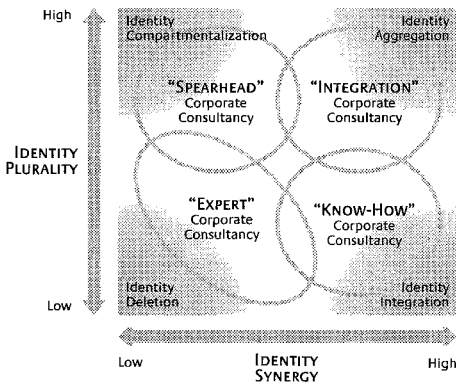 High
Identity
Compartmentalization
Identity
Aggregation
"SPEARHEAD"
Corporate
Consultancy
"INTEGRATION"
Corporate
Consultancy
IDENTITY
PLURALITY
"EXPERT"
Corporate
Consultancy
"KNOW-HOW"
Corporate
Consultancy
Identity
Deletion
Identity
Integration
Low
Low
IDENTITY
SYNERGY
High